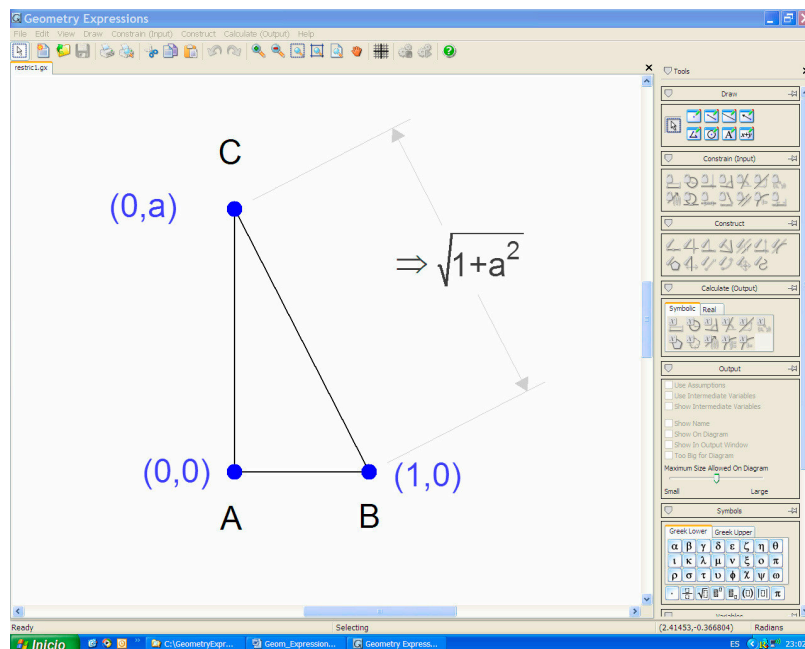 Geometry Expressions
File Edit View Draw Constrain (Input) Construct Calculate (Output) Help
restric1.gx
Tools
Draw
Constrain (Input)
Construct
Calculate (Output)
Symbolic Real
Output
Use Assumptions
Use Intermediate Variables
Show Intermediate Variables
Show Name
Show On Diagram
Show In Output Window
Too Big for Diagram
Maximum Size Allowed On Diagram
Small Large
Symbols
Greek Lower Greek Upper
α β γ δ ε ζ η θ
ι κ λ μ ν ξ ο π
ρ σ τ υ ϕ χ ψ ω
C
(0,a)
⇒ √1+a²
(0,0)
(1,0)
A
B
Ready
Selecting
(2.41453,-0.366804)
Radians
Inicio
C:\GeometryExpr...
Geom_Expression...
Geometry Express...
ES
23:02